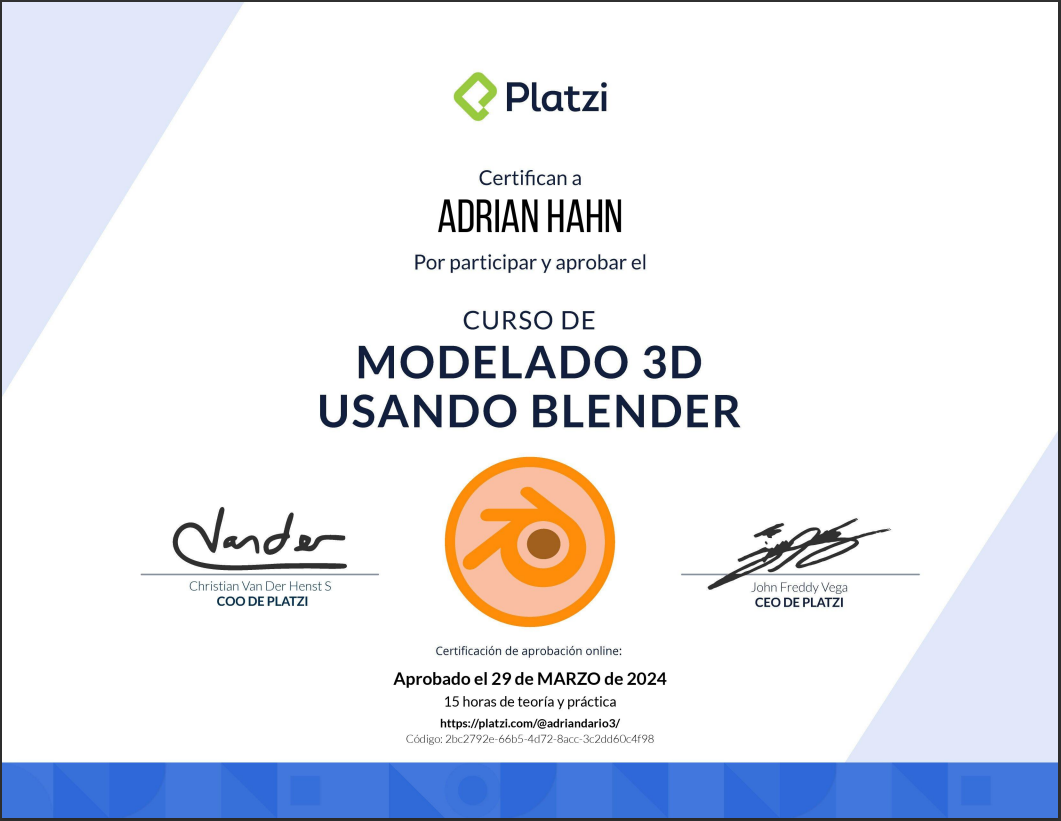 Platzi
Certifican a
ADRIAN HAHN
Por participar y aprobar el
CURSO DE
MODELADO 3D
USANDO BLENDER
Vander
Christian Van Der Henst S
COO DE PLATZI
John Freddy Vega
CEO DE PLATZI
Certificación de aprobación online:
Aprobado el 29 de MARZO de 2024
15 horas de teoría y práctica
https://platzi.com/@adriandario3/
Código: 2bc2792e-66b5-4d72-8acc-3c2dd60c4f98